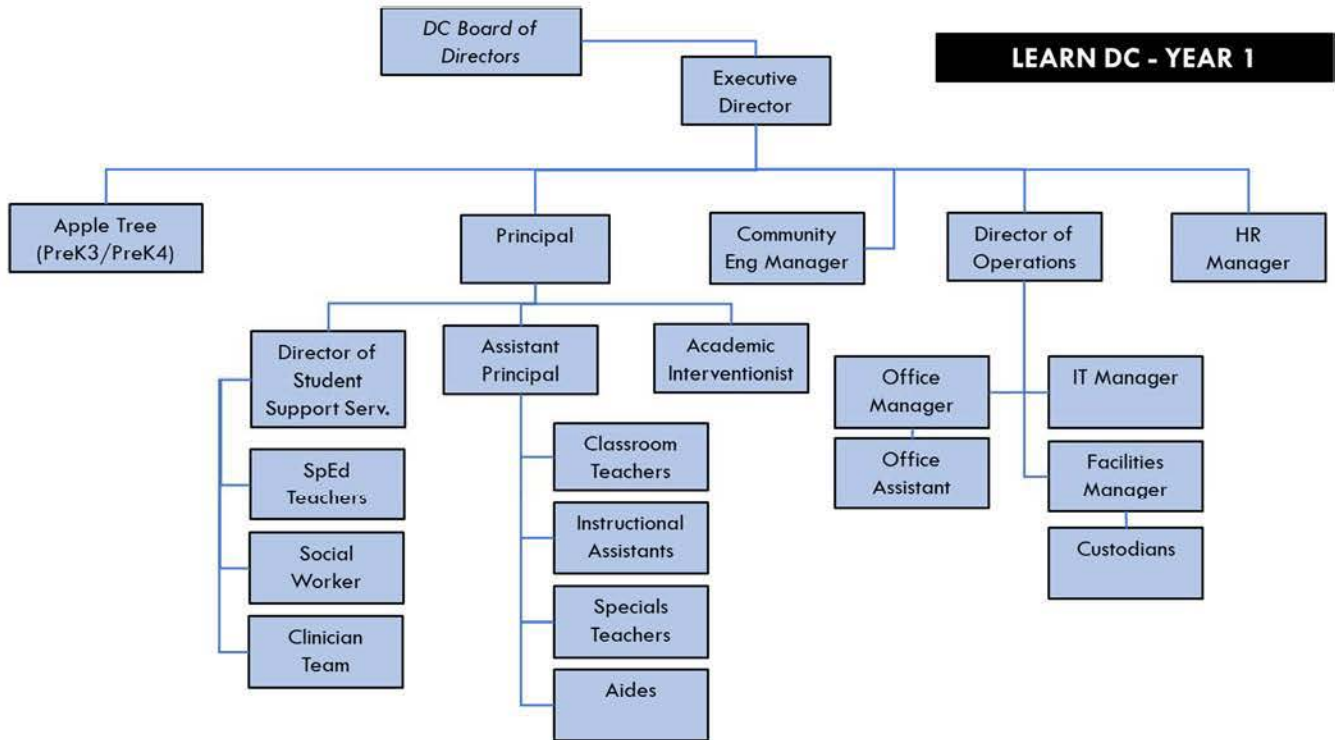 DC Board of
Directors
LEARN DC - YEAR 1
Executive
Director
Apple Tree
(PreK3/PreK4)
Principal
Community
Eng Manager
Director of
Operations
HR
Manager
Director of
Student
Support Serv.
Assistant
Principal
Academic
Interventionist
Office
Manager
IT Manager
SpEd
Teachers
Classroom
Teachers
Office
Assistant
Facilities
Manager
Social
Worker
Instructional
Assistants
Custodians
Clinician
Team
Specials
Teachers
Aides